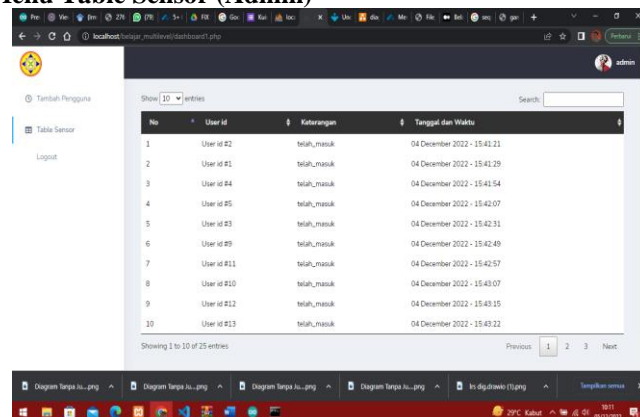 Menu Table Sensor (Admin)
localhost/belajar_multilevel/dashboard1.php
admin
Tambah Pengguna
Table Sensor
Logout
Show 10 entries
Search:
No User id Keterangan Tanggal dan Waktu
1 User id #2 telah_masuk 04 December 2022 - 15:41:21
2 User id #1 telah_masuk 04 December 2022 - 15:41:29
3 User id #4 telah_masuk 04 December 2022 - 15:41:54
4 User id #5 telah_masuk 04 December 2022 - 15:42:07
5 User id #3 telah_masuk 04 December 2022 - 15:42:31
6 User id #9 telah_masuk 04 December 2022 - 15:42:49
7 User id #11 telah_masuk 04 December 2022 - 15:42:57
8 User id #10 telah_masuk 04 December 2022 - 15:43:07
9 User id #12 telah_masuk 04 December 2022 - 15:43:15
10 User id #13 telah_masuk 04 December 2022 - 15:43:22
Showing 1 to 10 of 25 entries
Previous 1 2 3 Next
Diagram Tanpa Ju...png Diagram Tanpa Ju...png Diagram Tanpa Ju...png Diagram Tanpa Ju...png In dig.drawio (1).png Tampilkan semua
29°C Kabut 10:11